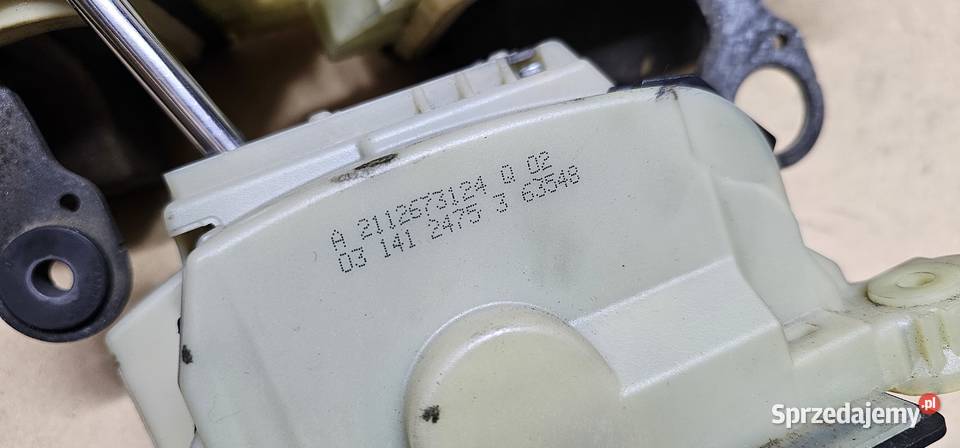 A 2112673124 Q 02
03 141 2475 3 63548
Sprzedajemy.pl